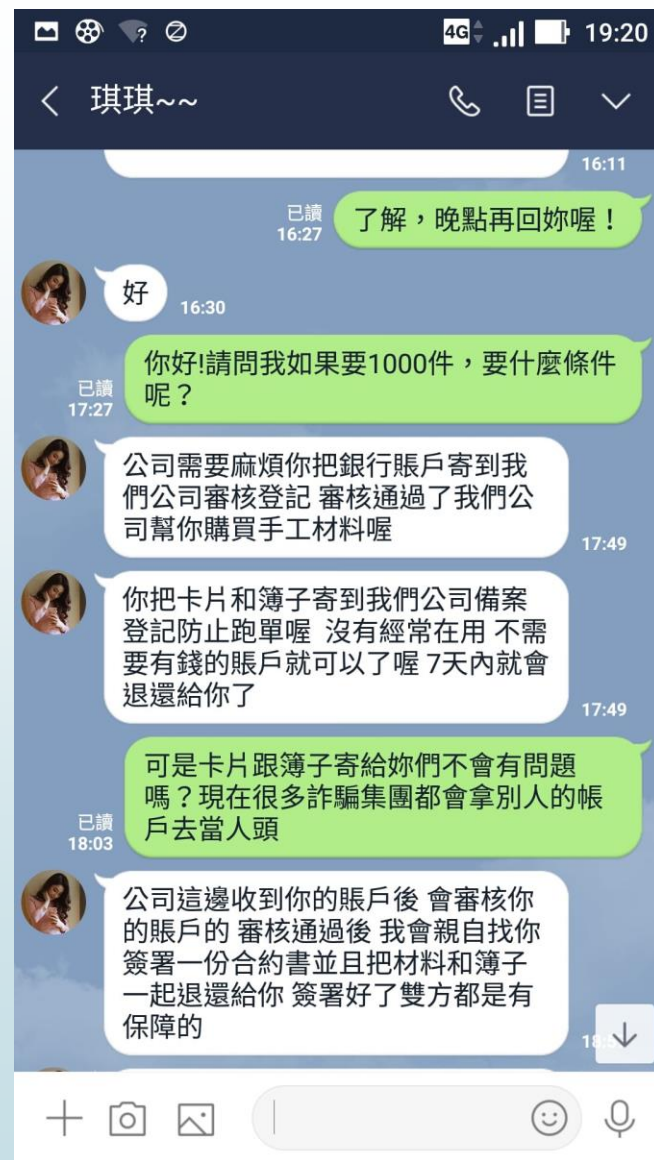 4G 19:20
琪琪~~
16:11
已讀
16:27
了解，晚點再回妳喔！
好
16:30
你好!請問我如果要1000件，要什麼條件
呢？
已讀
17:27
公司需要麻煩你把銀行賬戶寄到我
們公司審核登記 審核通過了我們公
司幫你購買手工材料喔
17:49
你把卡片和簿子寄到我們公司備案
登記防止跑單喔 沒有經常在用 不需
要有錢的賬戶就可以了喔 7天內就會
退還給你了
17:49
可是卡片跟簿子寄給妳們不會有問題
嗎？現在很多詐騙集團都會拿別人的帳
戶去當人頭
已讀
18:03
公司這邊收到你的賬戶後 會審核你
的賬戶的 審核通過後 我會親自找你
簽署一份合約書並且把材料和簿子
一起退還給你 簽署好了雙方都是有
保障的